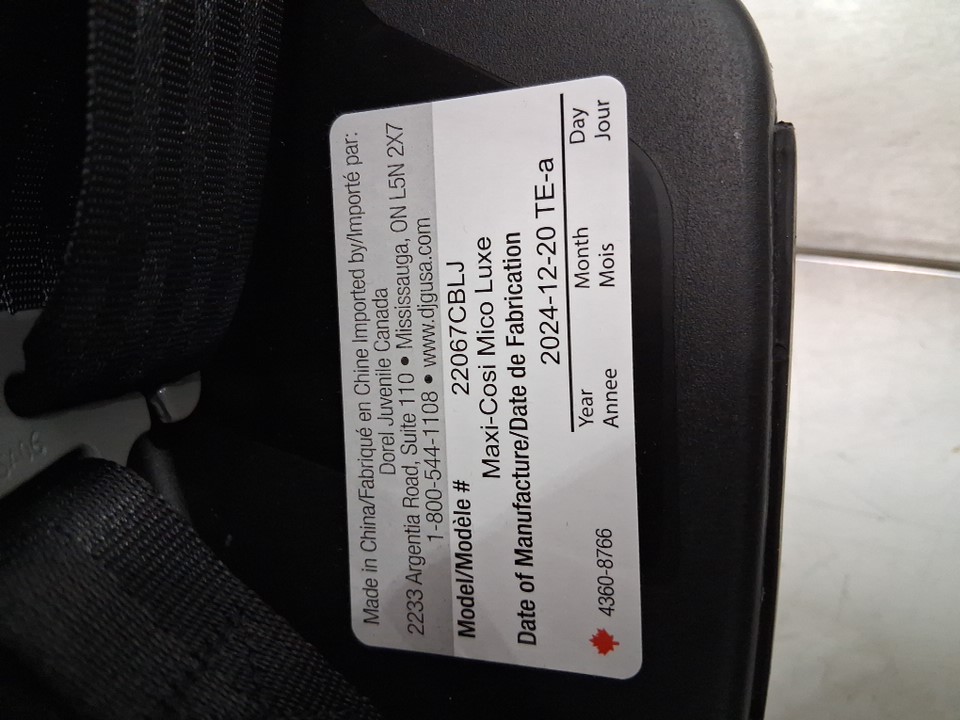 Made in China/Fabriqué en Chine Imported by/Importé par:
Dorel Juvenile Canada
2233 Argentia Road, Suite 110 • Mississauga, ON L5N 2X7
1-800-544-1108 • www.djgusa.com
Model/Modèle # 22067CBLJ
Maxi-Cosi Mico Luxe
Date of Manufacture/Date de Fabrication
2024-12-20 TE-a
Year Month Day
Annee Mois Jour
4360-8766